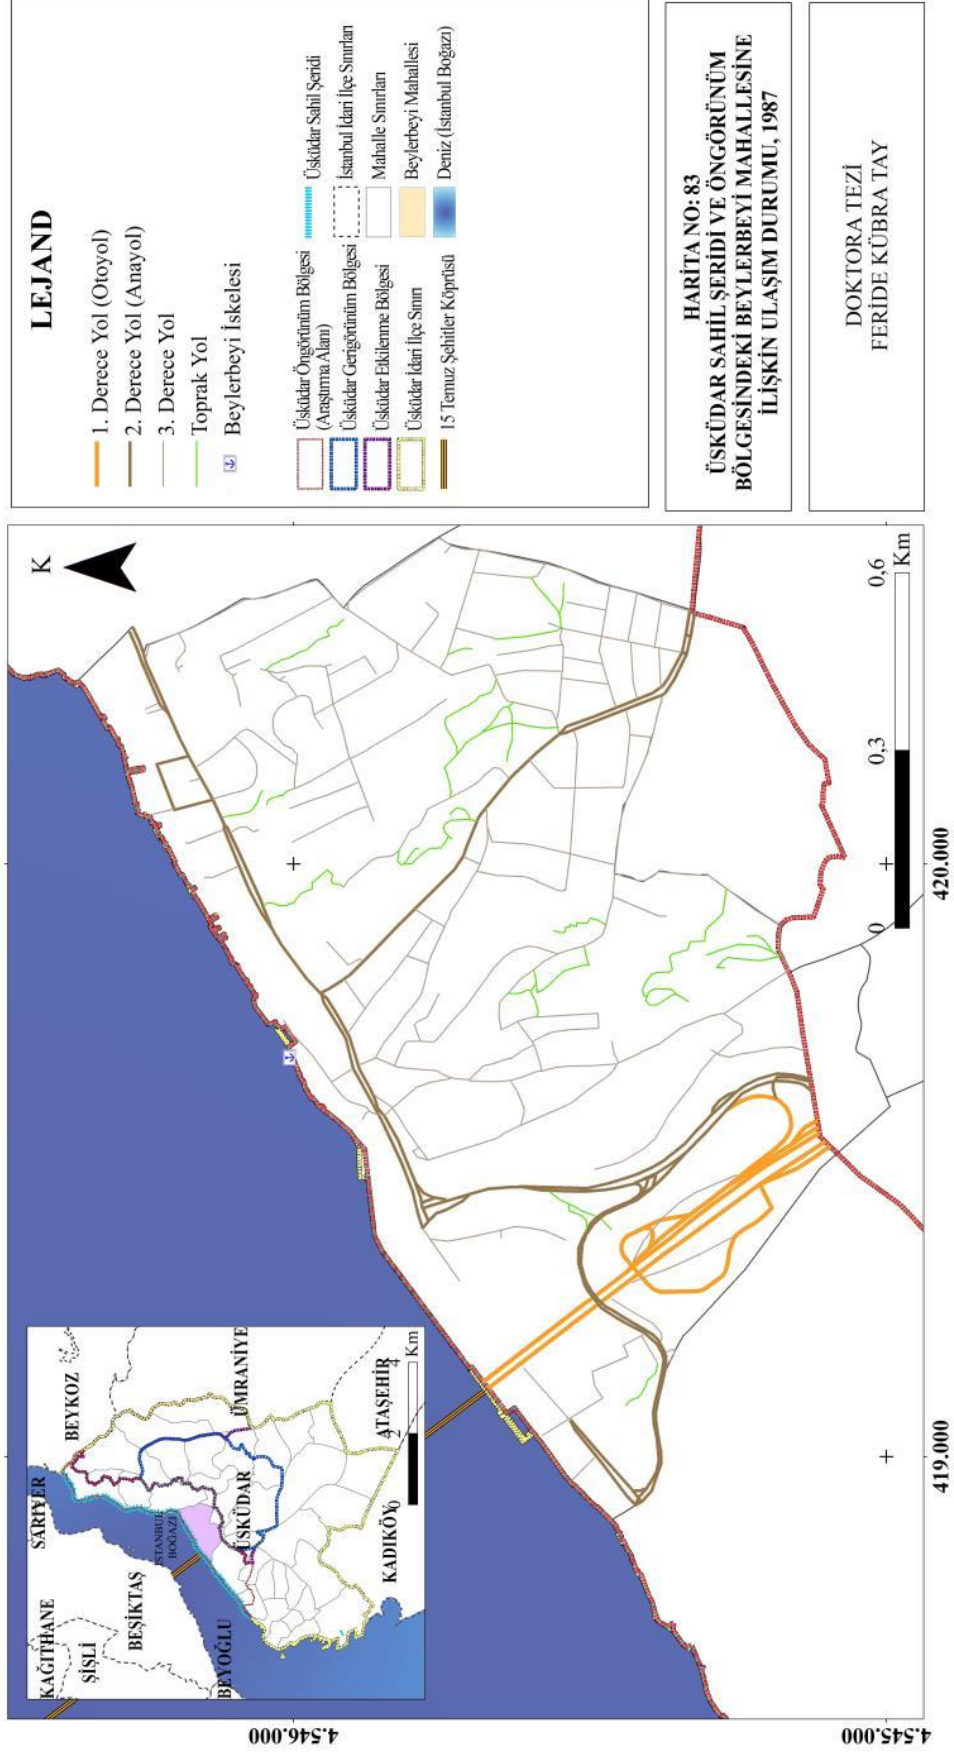 K
SARIYER
BEYKOZ
KAĞITHANE
ŞİŞLİ
BEŞİKTAŞ
İSTANBUL
BOĞAZI
ÜMRANİYE
BEYOĞLU
ÜSKÜDAR
KADIKÖY
ATAŞEHİR
0 2 4
Km
4.546.000
4.545.000
419.000
420.000
0 0,3 0,6
Km
LEJAND
1. Derece Yol (Otoyol)
2. Derece Yol (Anayol)
3. Derece Yol
Toprak Yol
Beylerbeyi İskelesi
Üsküdar Öngörünüm Bölgesi
(Araştırma Alanı)
Üsküdar Gerigörünüm Bölgesi
Üsküdar Etkilenme Bölgesi
Üsküdar İdari İlçe Sınırı
15 Temuz Şehitler Köprüsü
Üsküdar Sahil Şeridi
İstanbul İdari İlçe Sınırları
Mahalle Sınırları
Beylerbeyi Mahallesi
Deniz (İstanbul Boğazı)
HARİTA NO: 83
ÜSKÜDAR SAHİL ŞERİDİ VE ÖNGÖRÜNÜM
BÖLGESİNDEKİ BEYLERBEYİ MAHALLESİNE
İLİŞKİN ULAŞIM DURUMU, 1987
DOKTORA TEZİ
FERİDE KÜBRA TAY